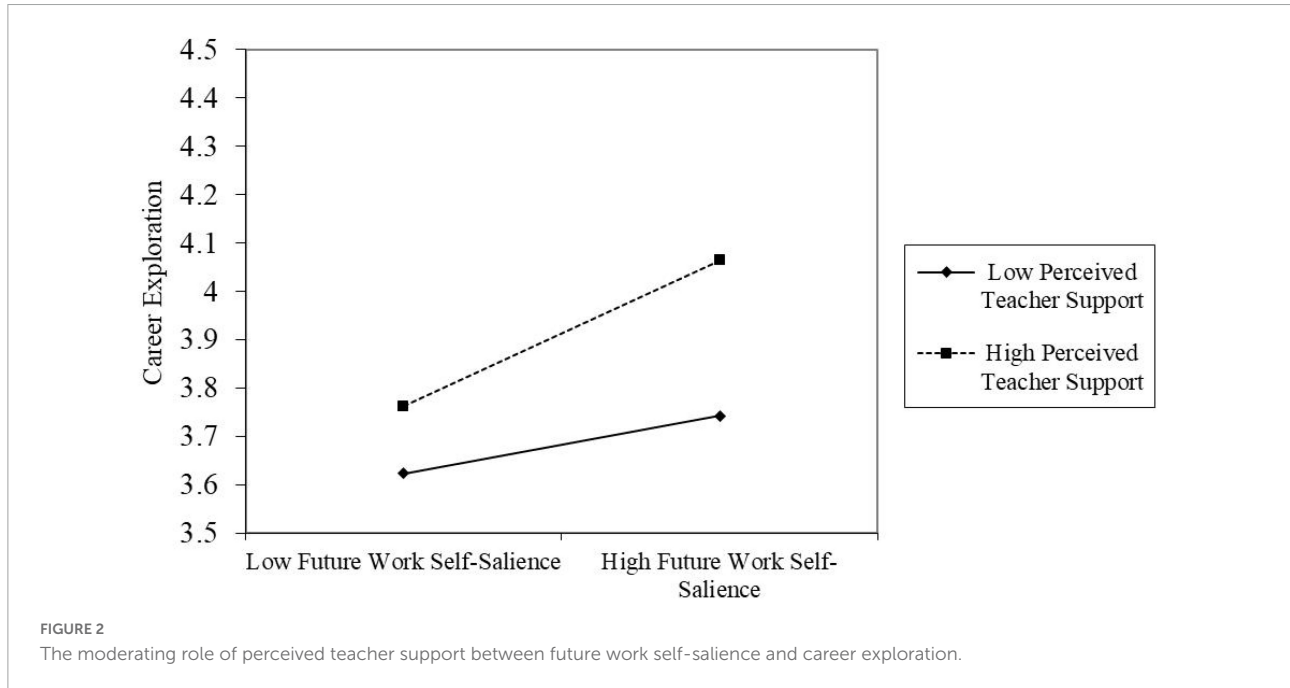 4.5
4.4
4.3
4.2
4.1
4
3.9
3.8
3.7
3.6
3.5
Career Exploration
Low Future Work Self-Salience
High Future Work Self-
Salience
Low Perceived
Teacher Support
High Perceived
Teacher Support
FIGURE 2
The moderating role of perceived teacher support between future work self-salience and career exploration.